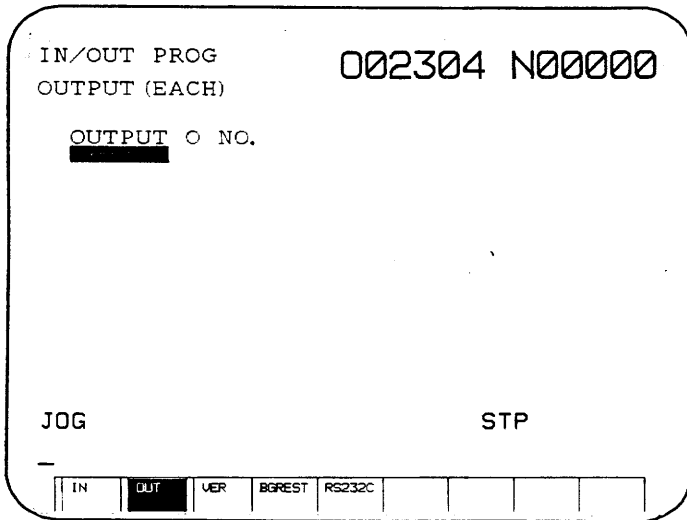 IN/OUT PROG
O02304 N00000
OUTPUT (EACH)
OUTPUT O NO.
JOG
STP
IN OUT VER BGREST RS232C